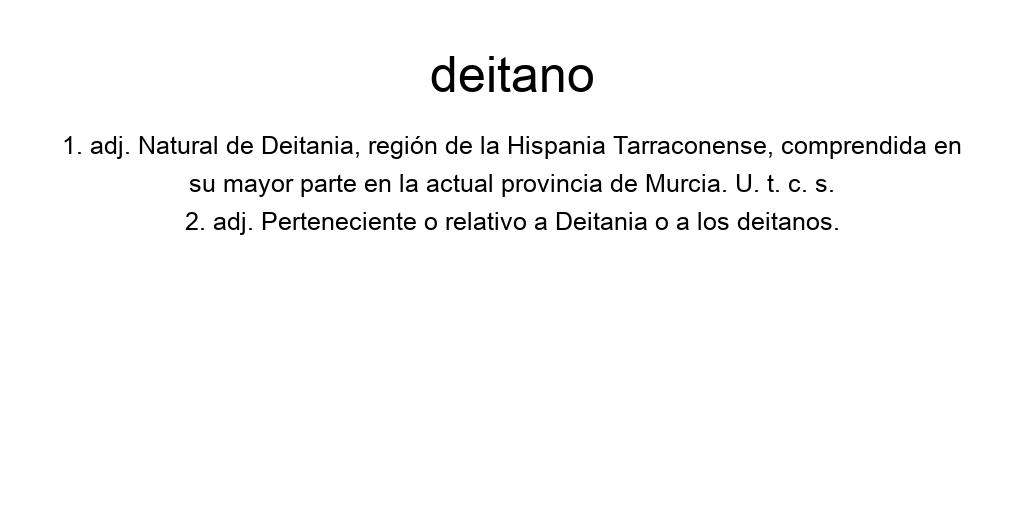 deitano
1. adj. Natural de Deitania, región de la Hispania Tarraconense, comprendida en
su mayor parte en la actual provincia de Murcia. U. t. c. s.
2. adj. Perteneciente o relativo a Deitania o a los deitanos.